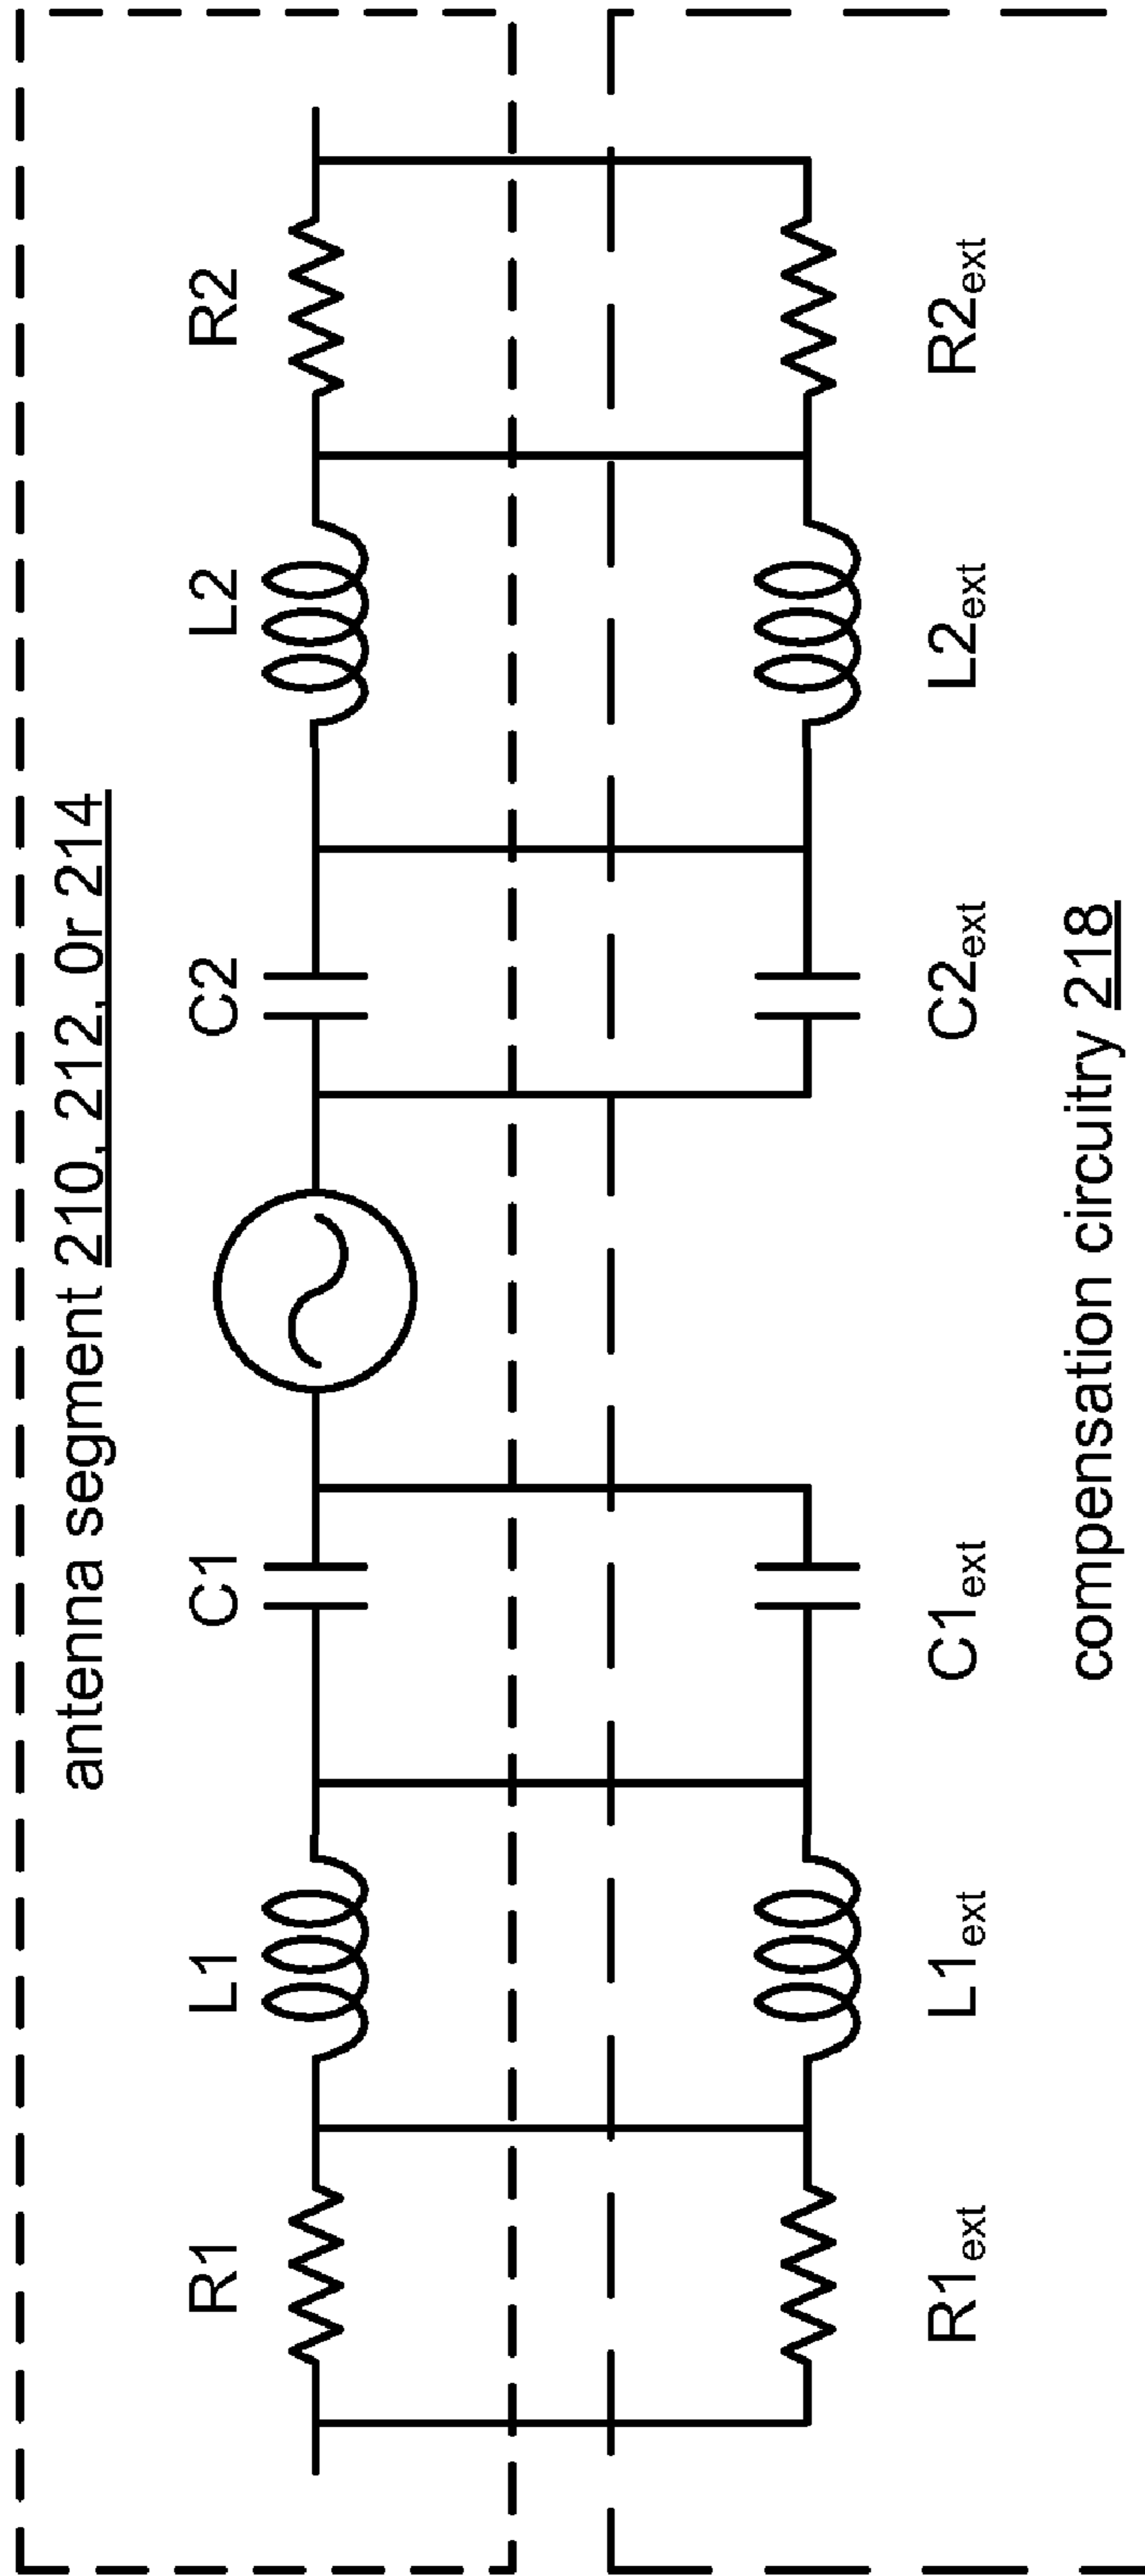 antenna segment 210, 212, 0r 214
R1
L1
C1
C2
L2
R2
R1ext
L1ext
C1ext
C2ext
L2ext
R2ext
compensation circuitry 218